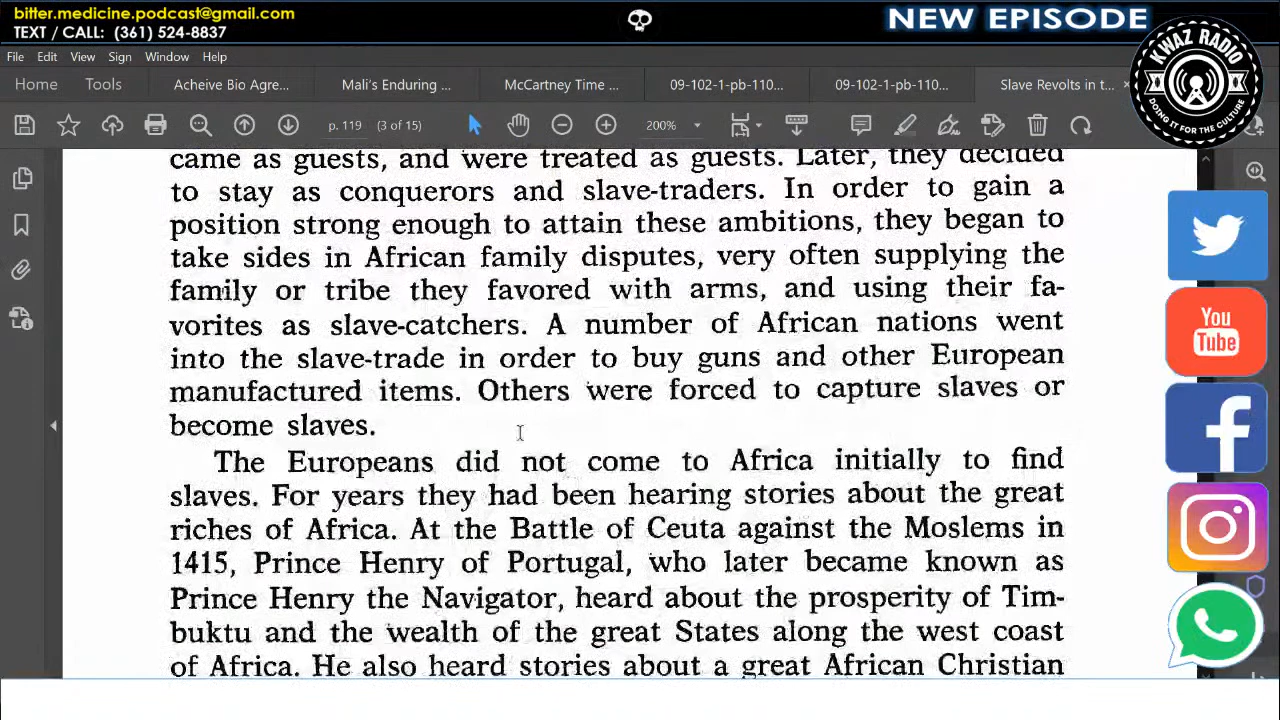 bitter.medicine.podcast@gmail.com
TEXT / CALL: (361) 524-8837
NEW EPISODE
KWAZ RADIO
DOING IT FOR THE CULTURE
File Edit View Sign Window Help
Home Tools Acheive Bio Agre... Mali's Enduring ... McCartney Time ... 09-102-1-pb-110... 09-102-1-pb-110... Slave Revolts in t...
p. 119 (3 of 15) 200%
came as guests, and were treated as guests. Later, they decided
to stay as conquerors and slave-traders. In order to gain a
position strong enough to attain these ambitions, they began to
take sides in African family disputes, very often supplying the
family or tribe they favored with arms, and using their fa-
vorites as slave-catchers. A number of African nations went
into the slave-trade in order to buy guns and other European
manufactured items. Others were forced to capture slaves or
become slaves.
The Europeans did not come to Africa initially to find
slaves. For years they had been hearing stories about the great
riches of Africa. At the Battle of Ceuta against the Moslems in
1415, Prince Henry of Portugal, who later became known as
Prince Henry the Navigator, heard about the prosperity of Tim-
buktu and the wealth of the great States along the west coast
of Africa. He also heard stories about a great African Christian
You
Tube